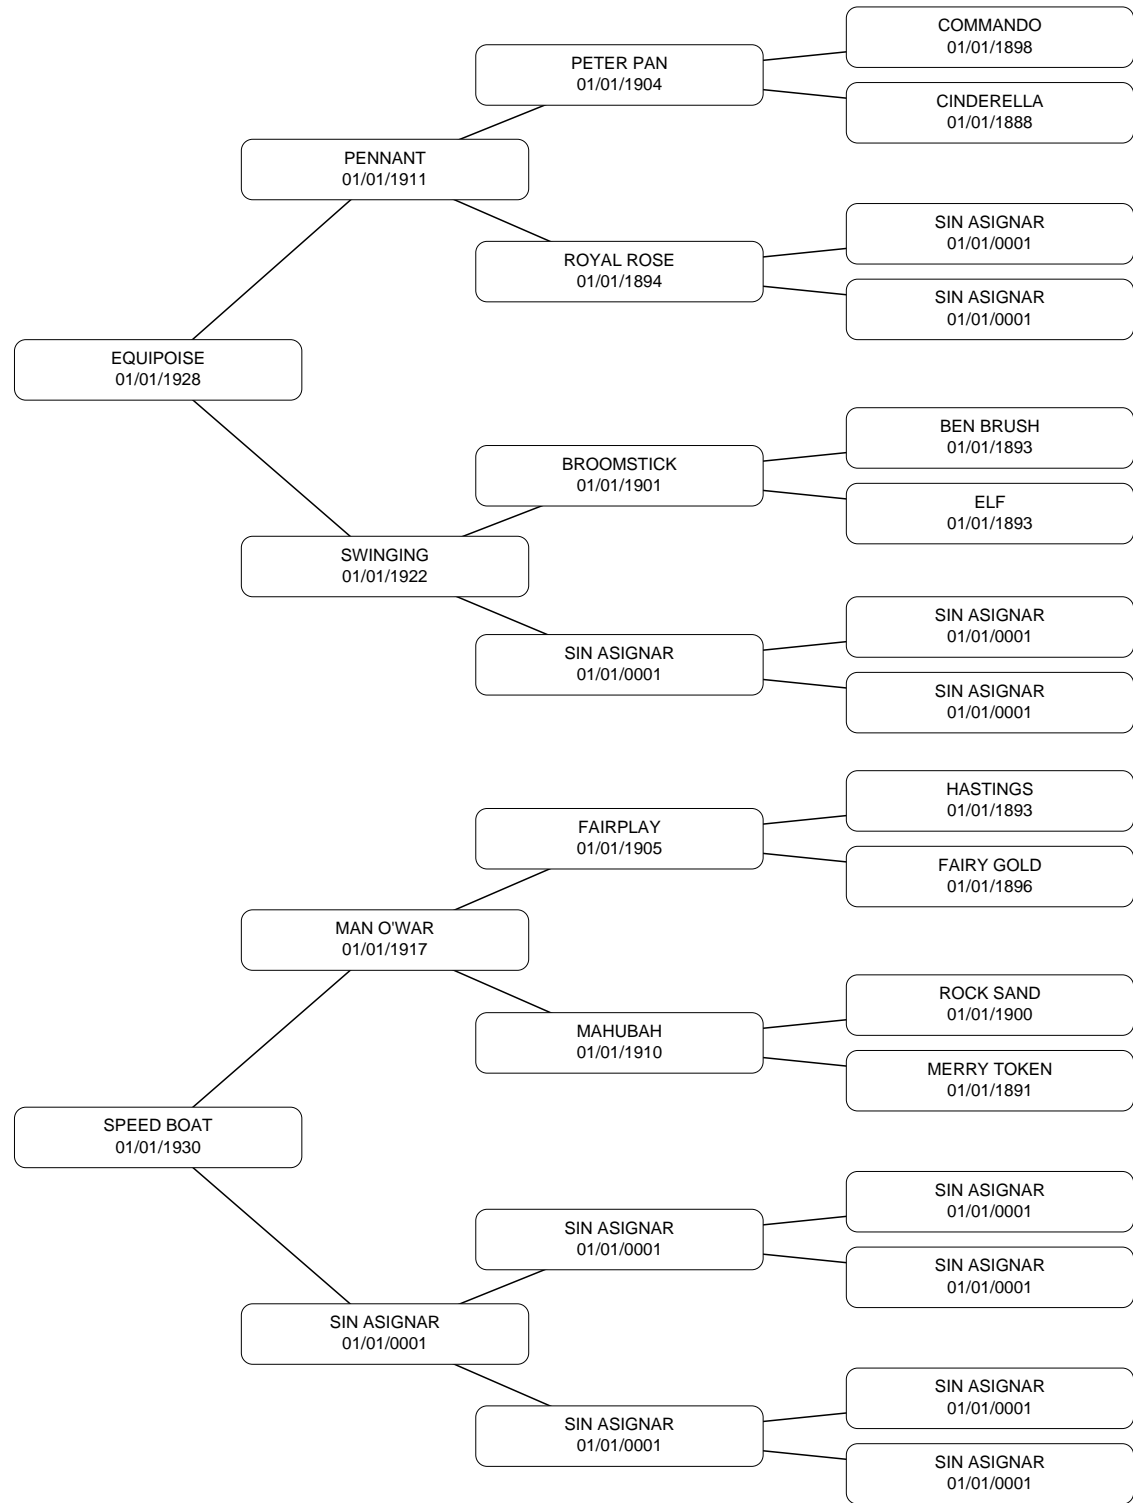 COMMANDO
01/01/1898
PETER PAN
01/01/1904
CINDERELLA
01/01/1888
PENNANT
01/01/1911
SIN ASIGNAR
01/01/0001
ROYAL ROSE
01/01/1894
SIN ASIGNAR
01/01/0001
EQUIPOISE
01/01/1928
BEN BRUSH
01/01/1893
BROOMSTICK
01/01/1901
ELF
01/01/1893
SWINGING
01/01/1922
SIN ASIGNAR
01/01/0001
SIN ASIGNAR
01/01/0001
SIN ASIGNAR
01/01/0001
HASTINGS
01/01/1893
FAIRPLAY
01/01/1905
FAIRY GOLD
01/01/1896
MAN O'WAR
01/01/1917
ROCK SAND
01/01/1900
MAHUBAH
01/01/1910
MERRY TOKEN
01/01/1891
SPEED BOAT
01/01/1930
SIN ASIGNAR
01/01/0001
SIN ASIGNAR
01/01/0001
SIN ASIGNAR
01/01/0001
SIN ASIGNAR
01/01/0001
SIN ASIGNAR
01/01/0001
SIN ASIGNAR
01/01/0001
SIN ASIGNAR
01/01/0001